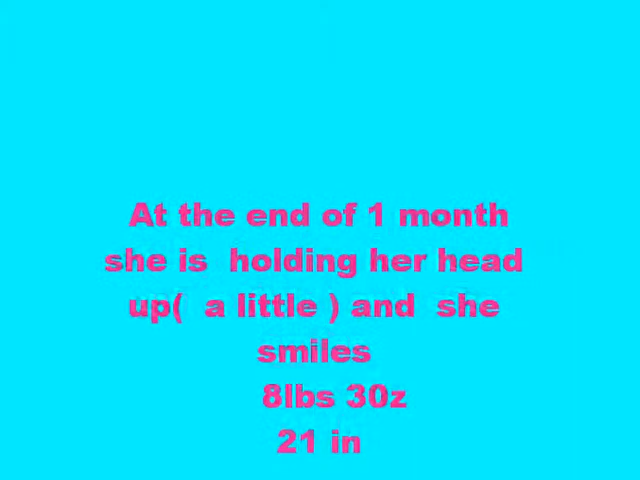 At the end of 1 month
she is  holding her head
up(  a little ) and  she
smiles
8lbs 30z
21 in